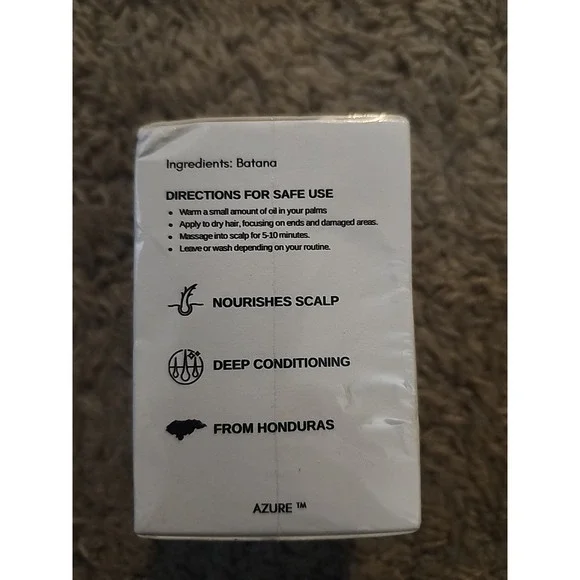 Ingredients: Batana
DIRECTIONS FOR SAFE USE
• Warm a small amount of oil in your palms
• Apply to dry hair, focusing on ends and damaged areas.
• Massage into scalp for 5-10 minutes.
• Leave or wash depending on your routine.
NOURISHES SCALP
DEEP CONDITIONING
FROM HONDURAS
AZURE ™